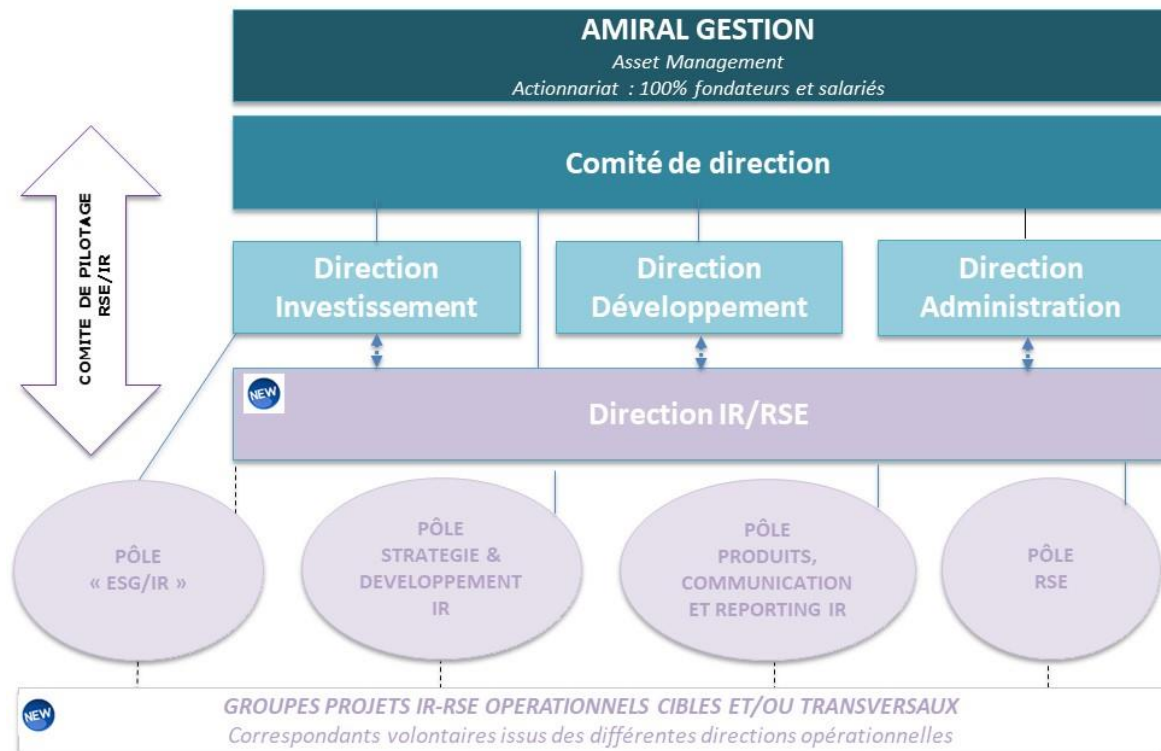 AMIRAL GESTION
Asset Management
Actionnariat : 100% fondateurs et salariés
Comité de direction
COMITE DE PILOTAGE
RSE/IR
Direction
Investissement
Direction
Développement
Direction
Administration
NEW
Direction IR/RSE
PÔLE
« ESG/IR »
PÔLE
STRATEGIE &
DEVELOPPEMENT
IR
PÔLE
PRODUITS,
COMMUNICATION
ET REPORTING IR
PÔLE
RSE
NEW
GROUPES PROJETS IR-RSE OPERATIONNELS CIBLES ET/OU TRANSVERSAUX
Correspondants volontaires issus des différentes directions opérationnelles